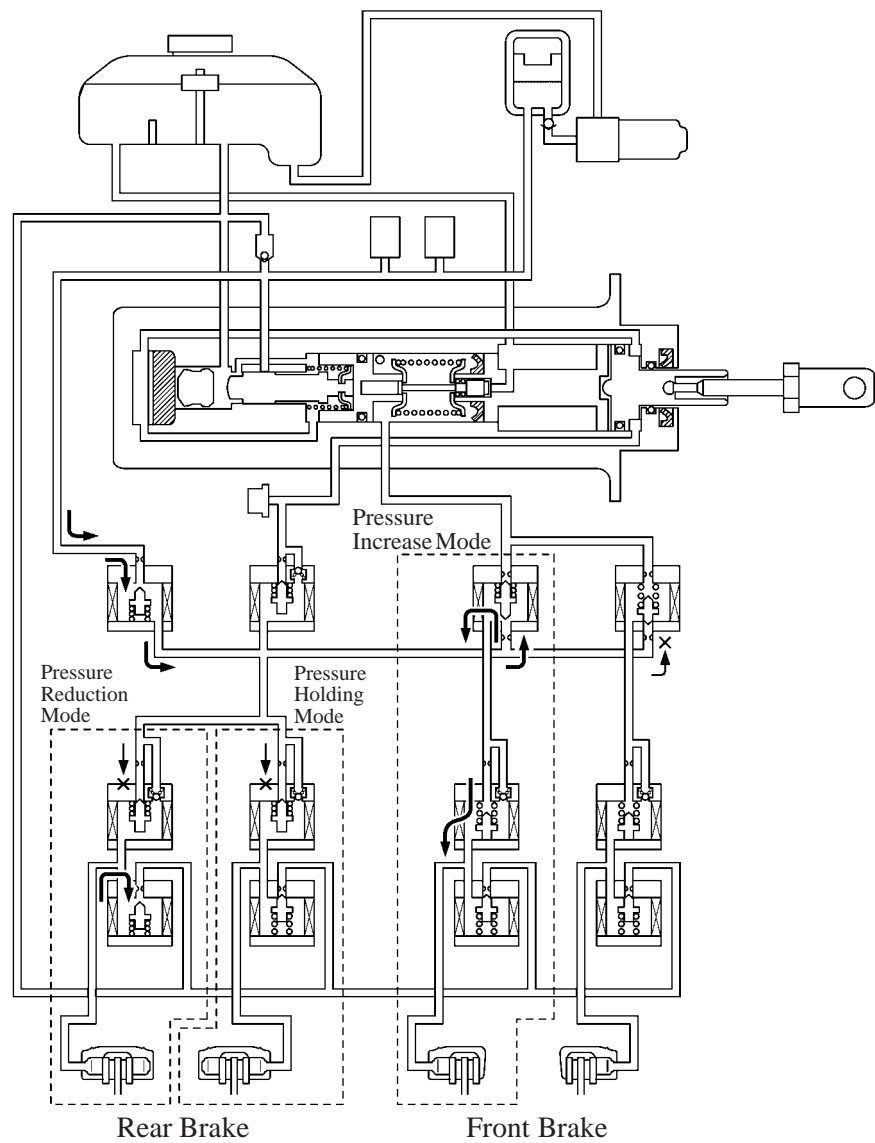 Pressure
Increase Mode
Pressure
Reduction
Mode
Pressure
Holding
Mode
Rear Brake
Front Brake